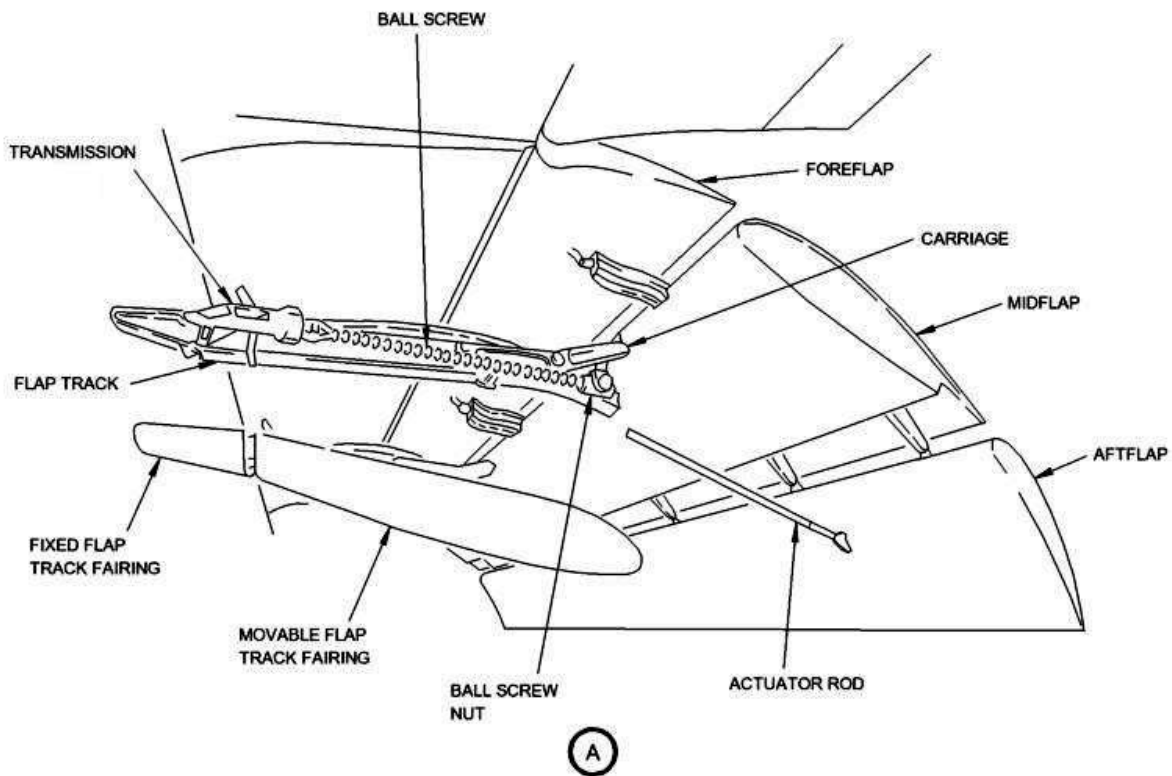 BALL SCREW
TRANSMISSION
FOREFLAP
CARRIAGE
MIDFLAP
FLAP TRACK
AFTFLAP
FIXED FLAP
TRACK FAIRING
MOVABLE FLAP
TRACK FAIRING
BALL SCREW
NUT
ACTUATOR ROD
A